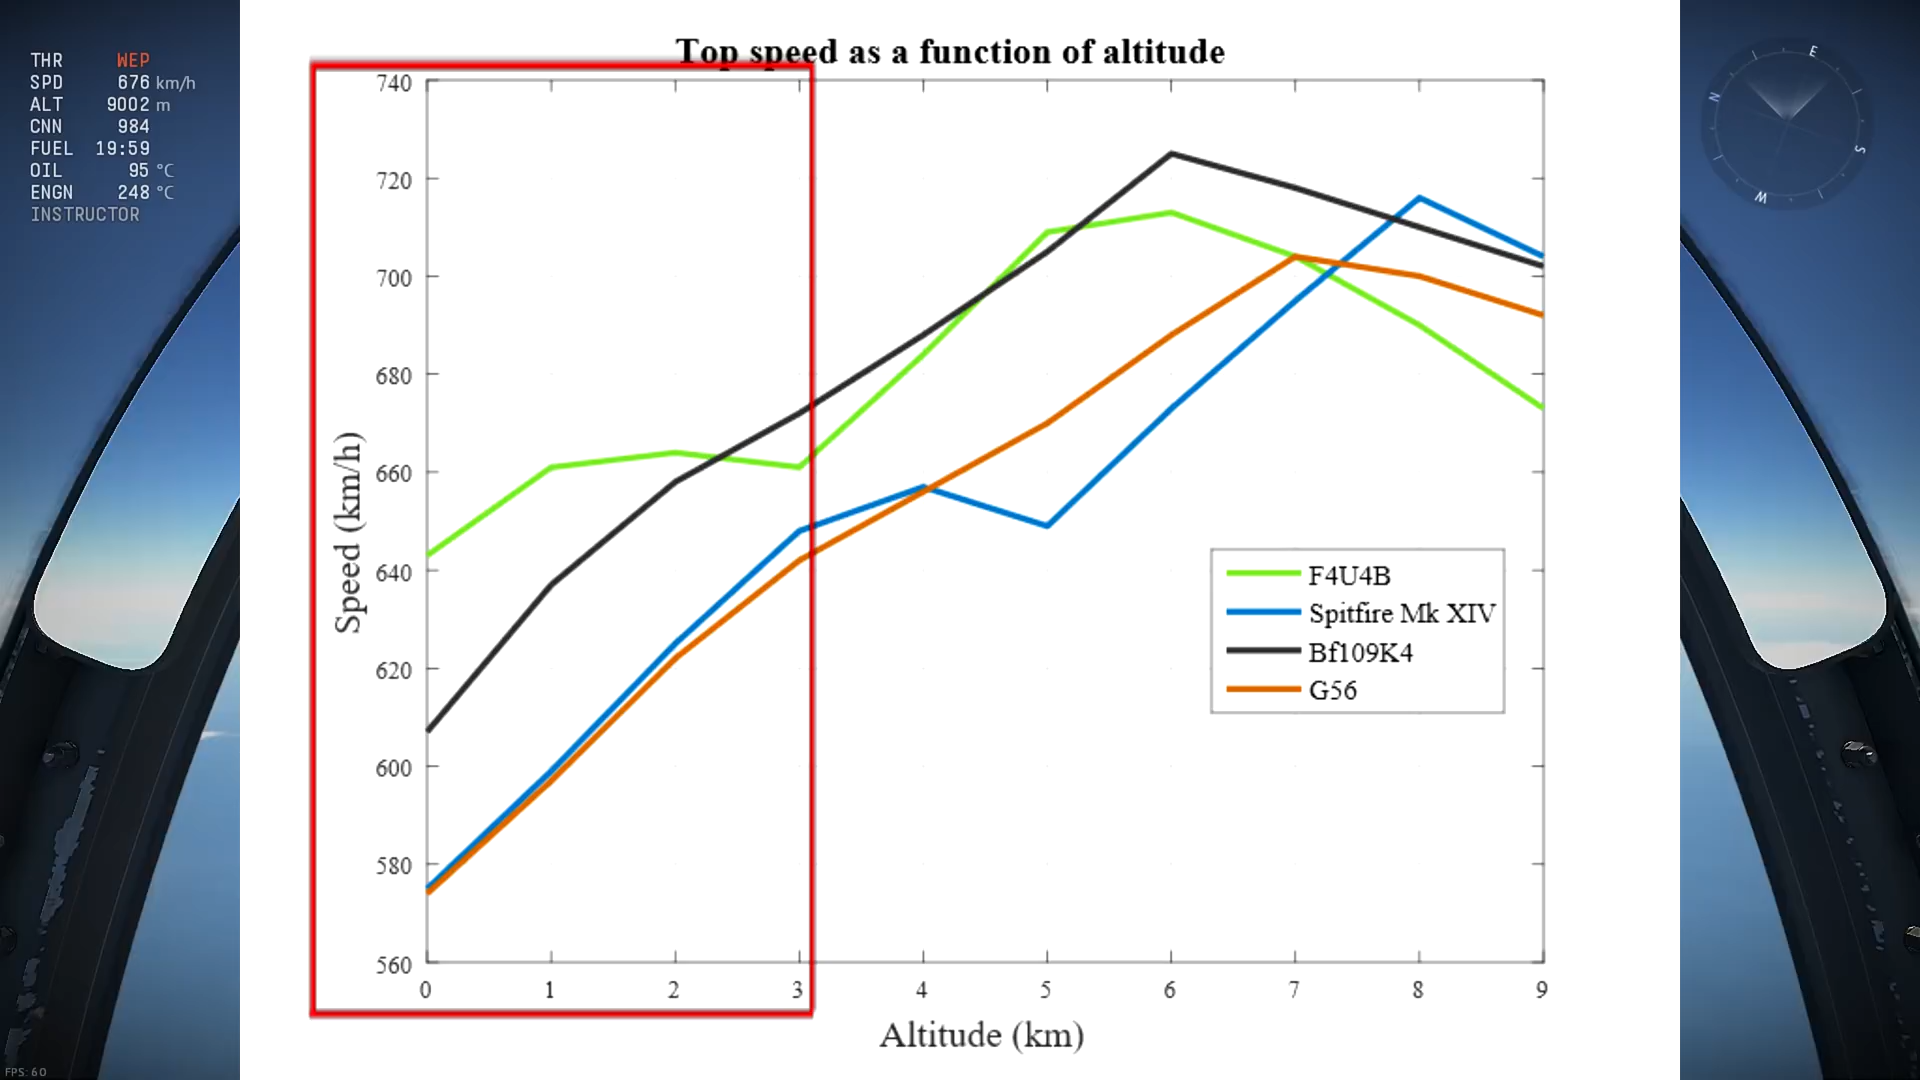 THR WEP
SPD 676 km/h
ALT 9002 m
CNN 984
FUEL 19:59
OIL 95 °C
ENGN 248 °C
INSTRUCTOR
Top speed as a function of altitude
740
720
700
680
660
640
620
600
580
560
Speed (km/h)
0 1 2 3 4 5 6 7 8 9
Altitude (km)
F4U4B
Spitfire Mk XIV
Bf109K4
G56
E
N
S
W
FPS: 60